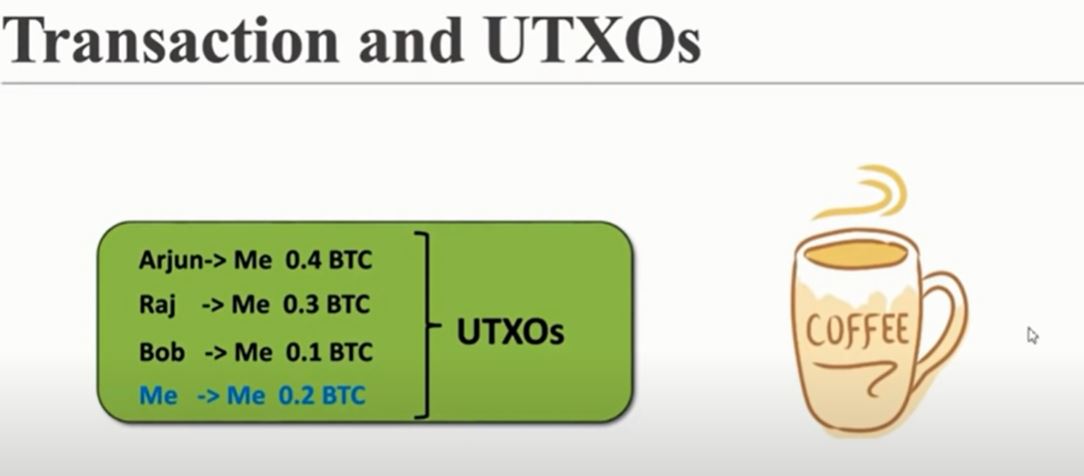 Transaction and UTXOs
Arjun-> Me 0.4 BTC
Raj -> Me 0.3 BTC
Bob -> Me 0.1 BTC
Me -> Me 0.2 BTC
UTXOs
COFFEE